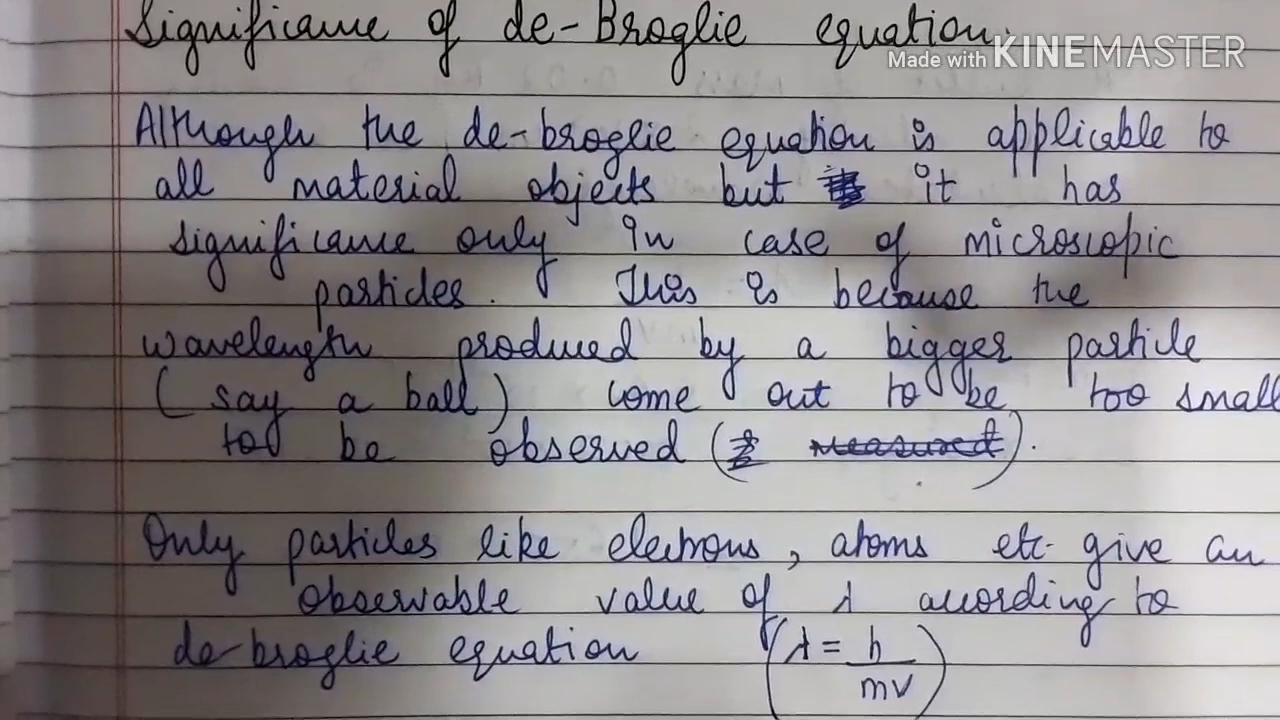 Significance of de-Broglie equation.
Made with KINEMASTER
Although the de-broglie equation is applicable to
all material objects but it has
significance only in case of microscopic
particles. This is because the
wavelength produced by a bigger particle
(say a ball) come out to be too small
to be observed ( measured).
Only particles like electrons, atoms etc. give an
observable value of λ according to
de-broglie equation (λ = h
mv)